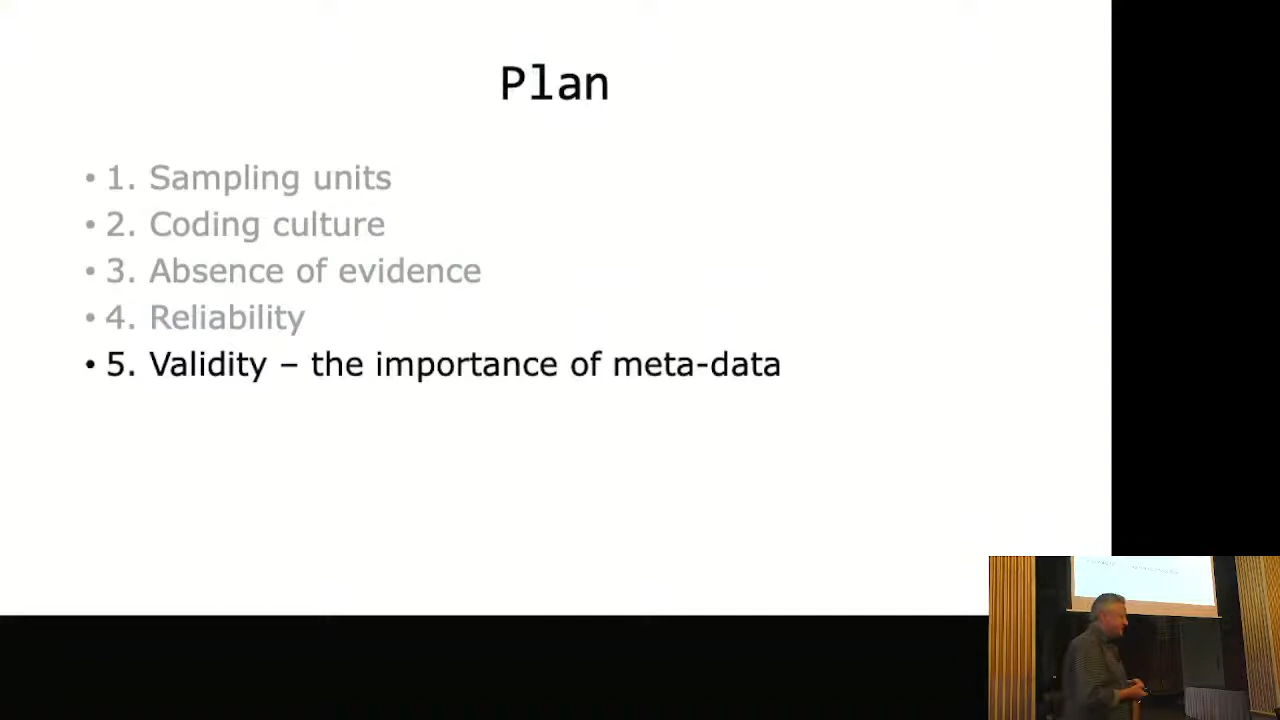 Plan
• 1. Sampling units
• 2. Coding culture
• 3. Absence of evidence
• 4. Reliability
• 5. Validity – the importance of meta-data